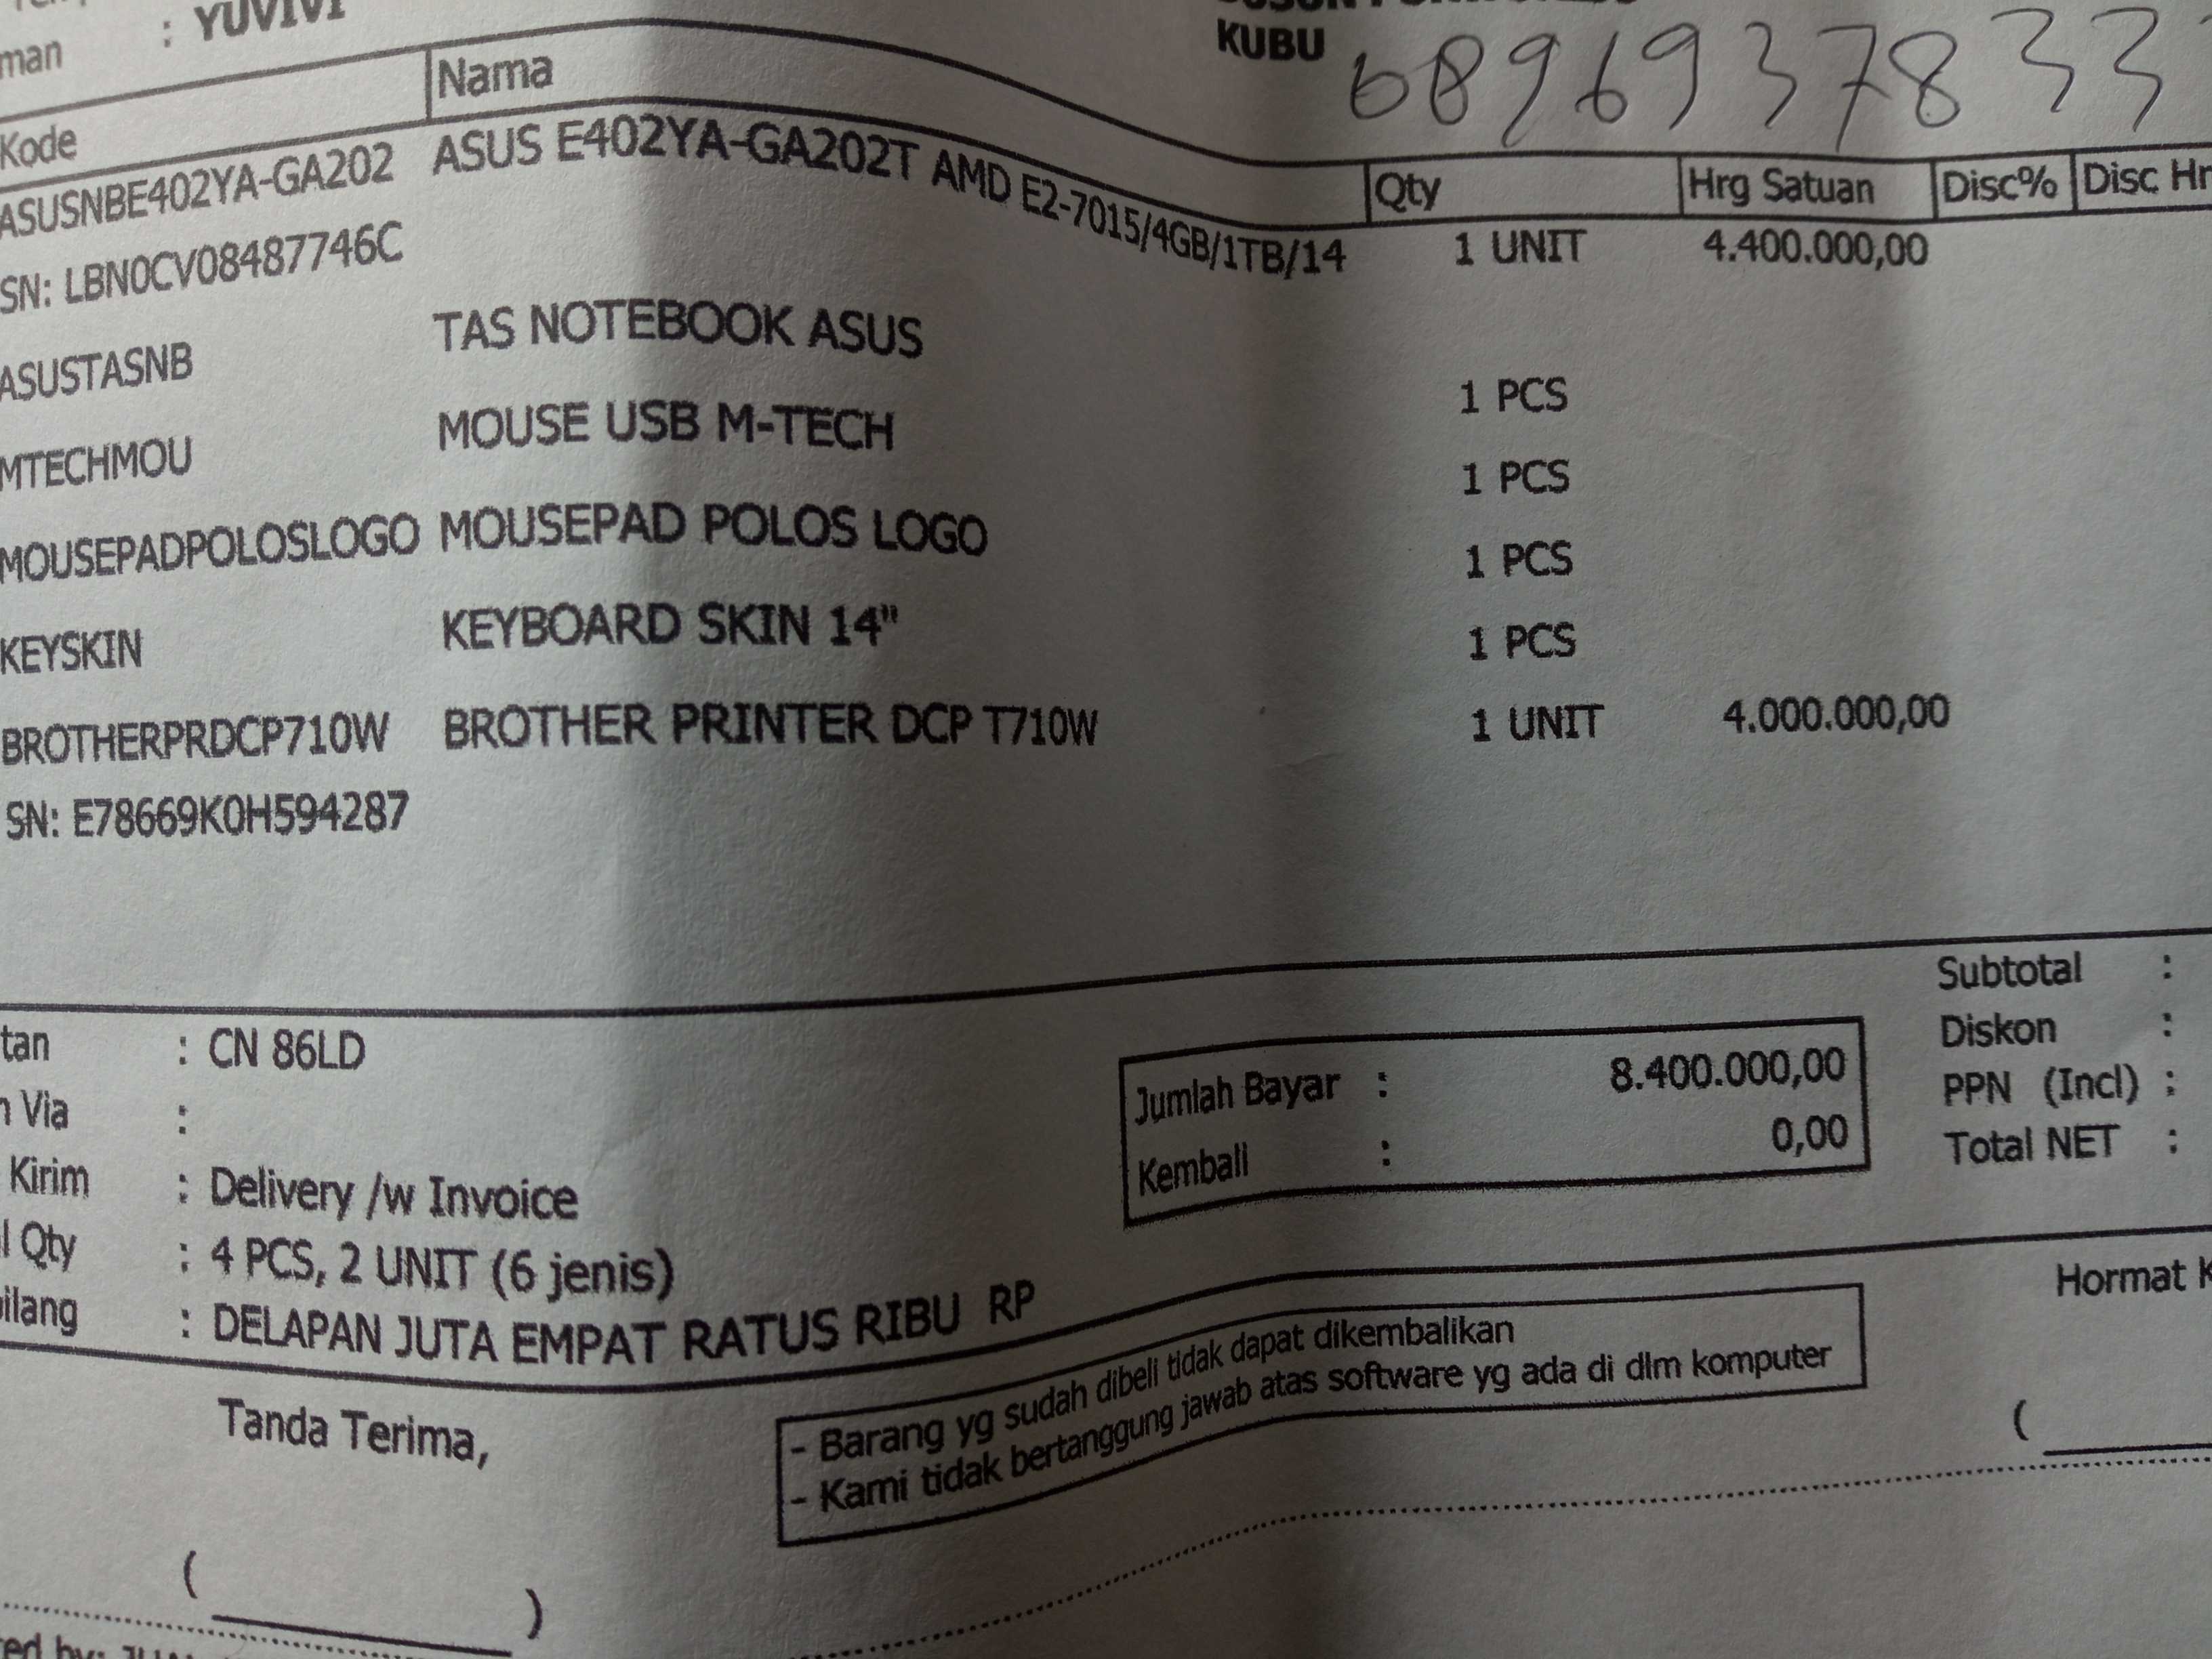 man : YUVIVI
KUBU
6896937833
Kode Nama Qty Hrg Satuan Disc% Disc Hr
ASUSNBE402YA-GA202 ASUS E402YA-GA202T AMD E2-7015/4GB/1TB/14 1 UNIT 4.400.000,00
SN: LBN0CV08487746C
ASUSTASNB TAS NOTEBOOK ASUS 1 PCS
MTECHMOU MOUSE USB M-TECH 1 PCS
MOUSEPADPOLOSLOGO MOUSEPAD POLOS LOGO 1 PCS
KEYSKIN KEYBOARD SKIN 14" 1 PCS
BROTHERPRDCP710W BROTHER PRINTER DCP T710W 1 UNIT 4.000.000,00
SN: E78669K0H594287
tan : CN 86LD
n Via :
Kirim : Delivery /w Invoice
l Qty : 4 PCS, 2 UNIT (6 jenis)
ilang : DELAPAN JUTA EMPAT RATUS RIBU RP
Jumlah Bayar : 8.400.000,00
Kembali : 0,00
Subtotal :
Diskon :
PPN (Incl) :
Total NET :
Tanda Terima,
- Barang yg sudah dibeli tidak dapat dikembalikan
- Kami tidak bertanggung jawab atas software yg ada di dlm komputer
Hormat K
( )
(
ed by: